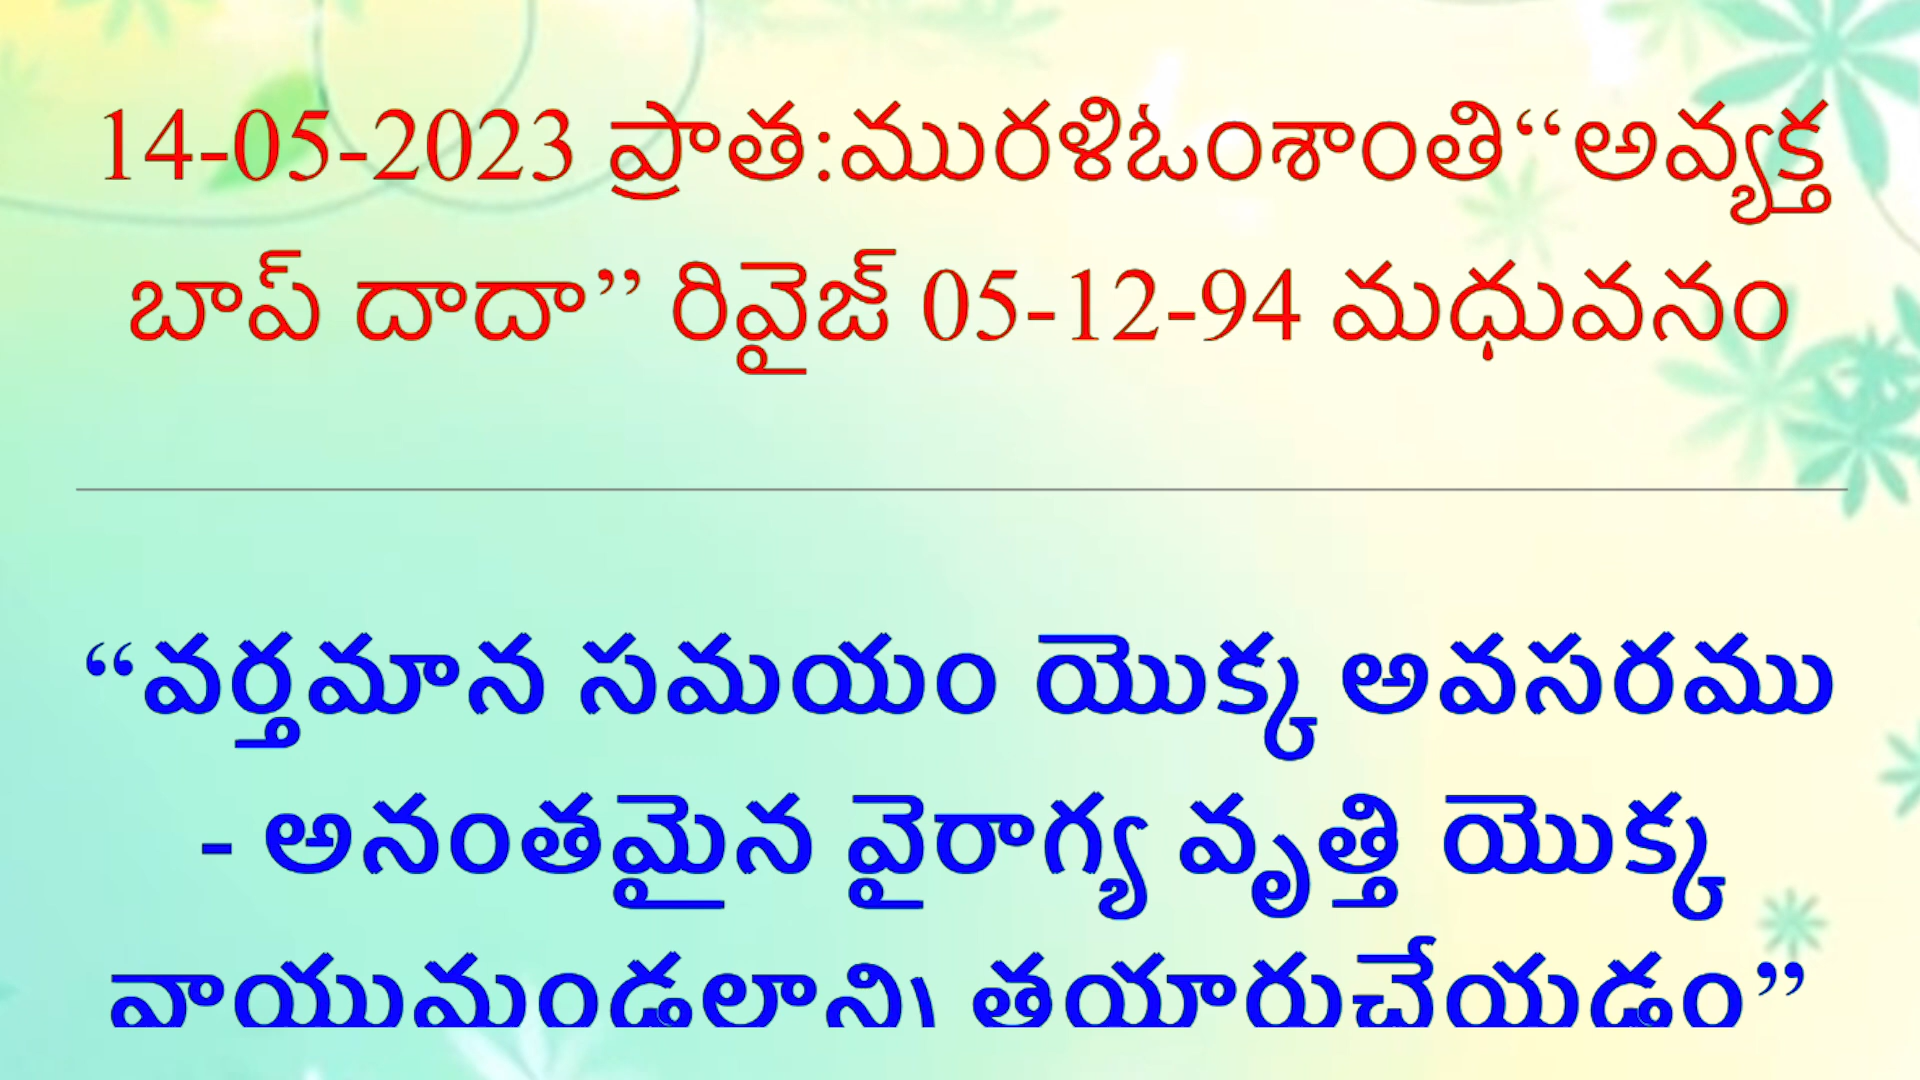 14-05-2023 ప్రాత:మురళిఓంశాంతి“అవ్యక్త
బాప్ దాదా” రివైజ్ 05-12-94 మధువనం
“వర్తమాన సమయం యొక్క అవసరము
- అనంతమైన వైరాగ్య వృత్తి యొక్క
వాయుమండలాన్ని తయారుచేయడం”